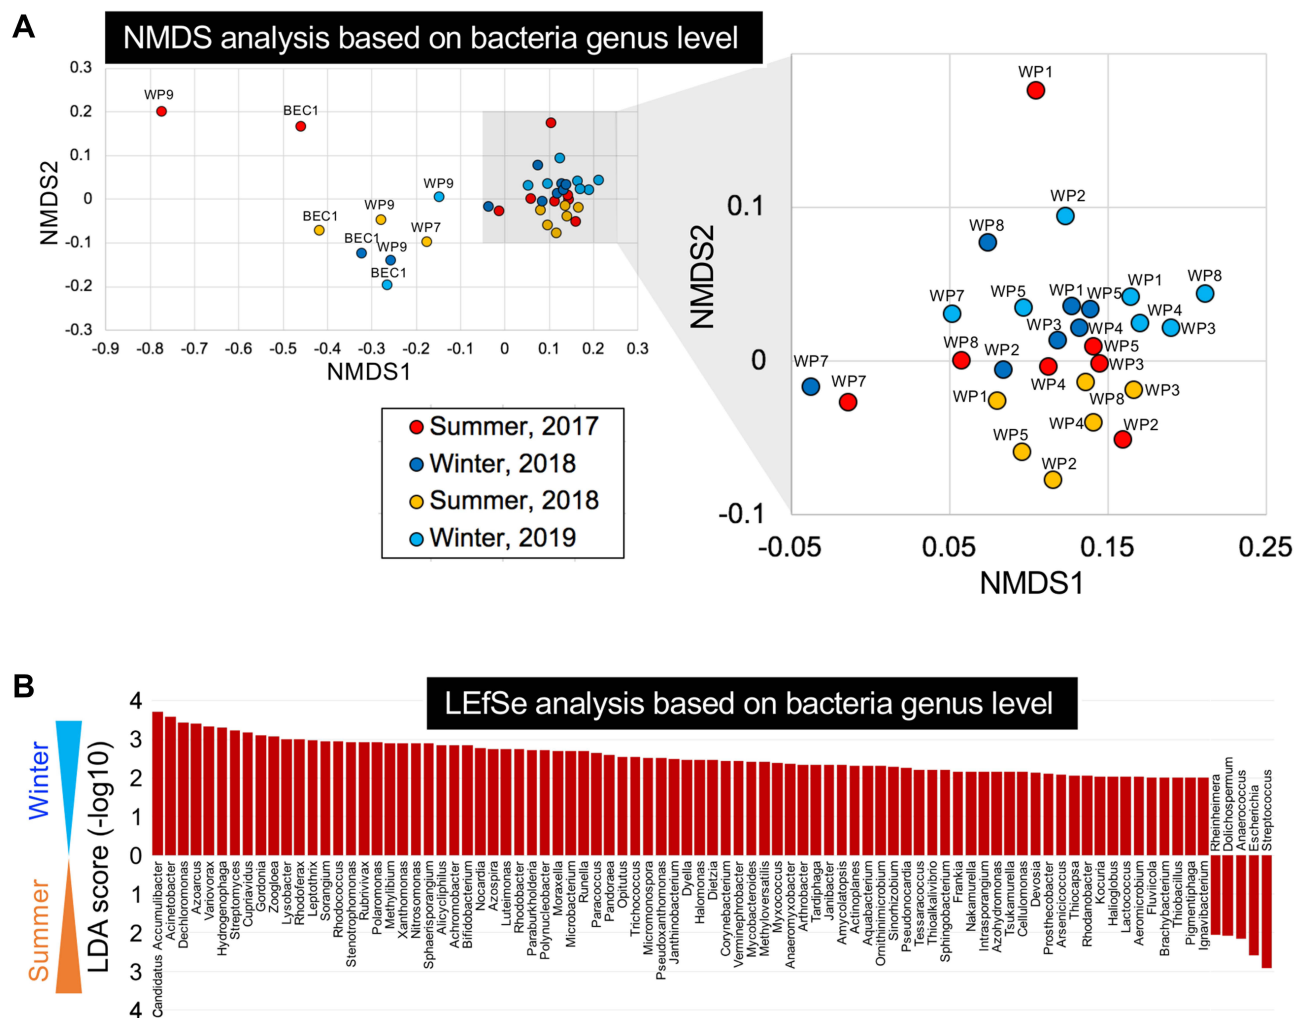 A
NMDS analysis based on bacteria genus level
0.3
0.2
0.1
0
-0.1
-0.2
-0.3
NMDS2
-0.9 -0.8 -0.7 -0.6 -0.5 -0.4 -0.3 -0.2 -0.1 0 0.1 0.2 0.3
NMDS1
WP9
BEC1
WP9
WP9
BEC1
WP7
BEC1
WP9
BEC1
Summer, 2017
Winter, 2018
Summer, 2018
Winter, 2019
0.1
0
-0.1
NMDS2
-0.05 0.05 0.15 0.25
NMDS1
WP1
WP2
WP8
WP1
WP8
WP7
WP5
WP1
WP5
WP4
WP3
WP3
WP4
WP8
WP2
WP5
WP3
WP7
WP7
WP4
WP1
WP8
WP3
WP4
WP2
WP5
WP2
B
LEfSe analysis based on bacteria genus level
Winter
Summer
LDA score (-log10)
4
3
2
1
0
1
2
3
4
Candidatus Accumulibacter
Acinetobacter
Dechloromonas
Azoarcus
Variovorax
Hydrogenophaga
Streptomyces
Cupriavidus
Gordonia
Zoogloea
Lysobacter
Rhodoferax
Leptothrix
Sorangium
Rhodococcus
Stenotrophomonas
Rubrivivax
Polaromonas
Methylibium
Xanthomonas
Nitrosomonas
Sphaerisporangium
Alicycliphilus
Achromobacter
Bifidobacterium
Nocardia
Azospira
Luteimonas
Rhodobacter
Paraburkholderia
Polynucleobacter
Moraxella
Microbacterium
Runella
Paracoccus
Pandoraea
Opitutus
Trichococcus
Micromonospora
Pseudoxanthomonas
Janthinobacterium
Dyella
Halomonas
Dietzia
Corynebacterium
Verminephrobacter
Mycobacteroides
Methyloversatilis
Myxococcus
Anaeromyxobacter
Arthrobacter
Tardiphaga
Janibacter
Amycolatopsis
Actinoplanes
Aquabacterium
Ornithinimicrobium
Sinorhizobium
Pseudonocardia
Tessaracoccus
Thioalkalivibrio
Sphingobacterium
Frankia
Nakamurella
Intrasporangium
Azohydromonas
Tsukamurella
Cellulomonas
Devosia
Prosthecobacter
Arsenicicoccus
Thiocapsa
Rhodanobacter
Kocuria
Halioglobus
Lactococcus
Aeromicrobium
Fluviicola
Brachybacterium
Thiobacillus
Pigmentiphaga
Ignavibacterium
Rheinheimera
Dolichospermum
Anaerococcus
Escherichia
Streptococcus